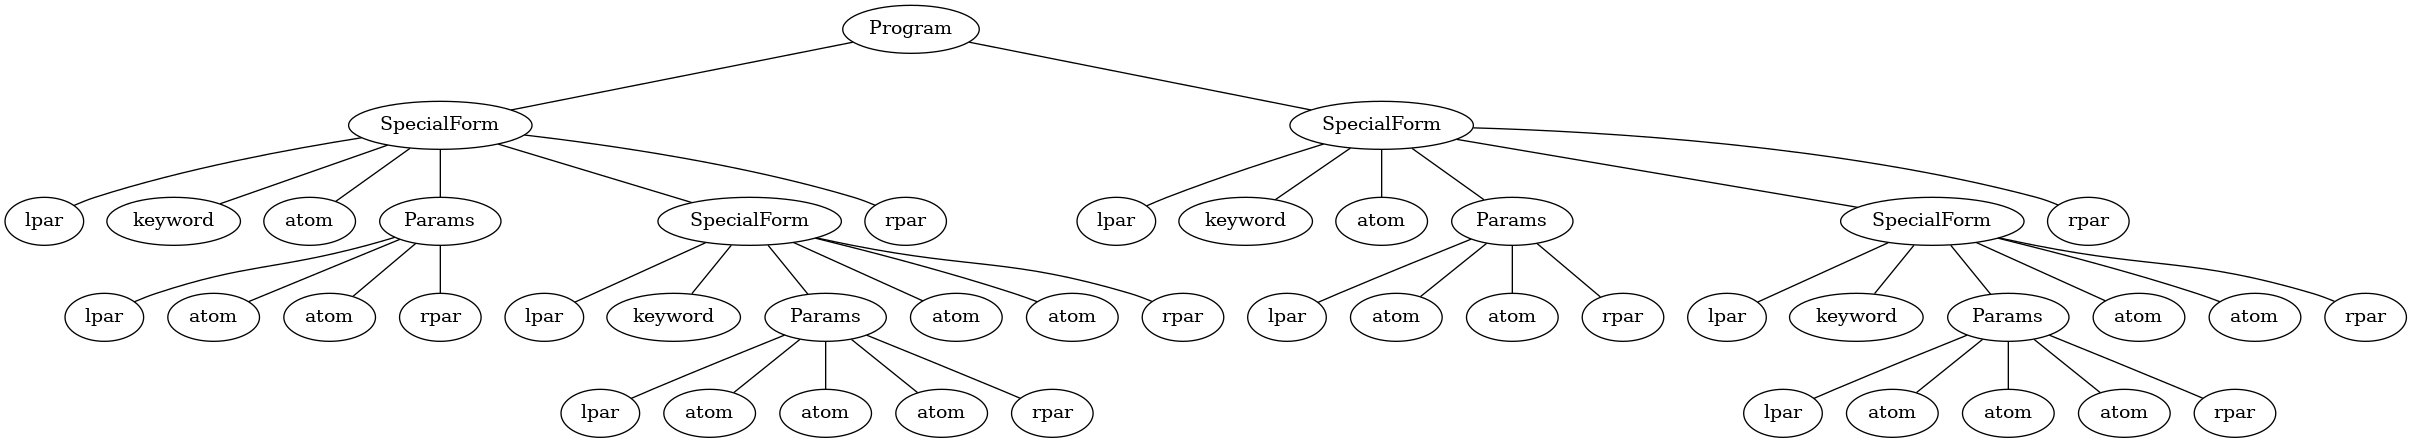 Program
SpecialForm SpecialForm
lpar keyword atom Params SpecialForm rpar lpar keyword atom Params SpecialForm rpar
lpar atom atom rpar lpar keyword Params atom atom rpar lpar atom atom rpar lpar keyword Params atom atom rpar
lpar atom atom atom rpar lpar atom atom atom rpar